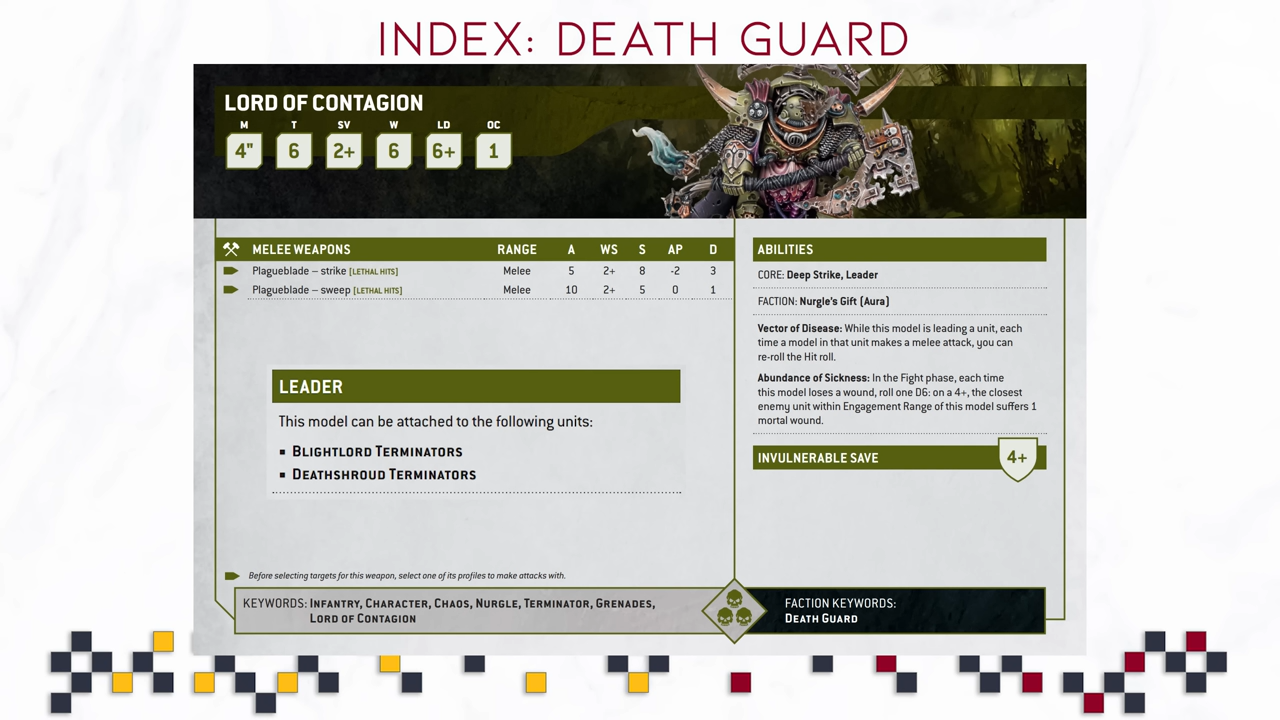 INDEX: DEATH GUARD
LORD OF CONTAGION
M T SV W LD OC
4" 6 2+ 6 6+ 1
MELEE WEAPONS RANGE A WS S AP D
Plagueblade – strike [LETHAL HITS] Melee 5 2+ 8 -2 3
Plagueblade – sweep [LETHAL HITS] Melee 10 2+ 5 0 1
LEADER
This model can be attached to the following units:
▪ BLIGHTLORD TERMINATORS
▪ DEATHSHROUD TERMINATORS
Before selecting targets for this weapon, select one of its profiles to make attacks with.
KEYWORDS: INFANTRY, CHARACTER, CHAOS, NURGLE, TERMINATOR, GRENADES,
LORD OF CONTAGION
ABILITIES
CORE: Deep Strike, Leader
FACTION: Nurgle's Gift (Aura)
Vector of Disease: While this model is leading a unit, each
time a model in that unit makes a melee attack, you can
re-roll the Hit roll.
Abundance of Sickness: In the Fight phase, each time
this model loses a wound, roll one D6: on a 4+, the closest
enemy unit within Engagement Range of this model suffers 1
mortal wound.
INVULNERABLE SAVE 4+
FACTION KEYWORDS:
DEATH GUARD